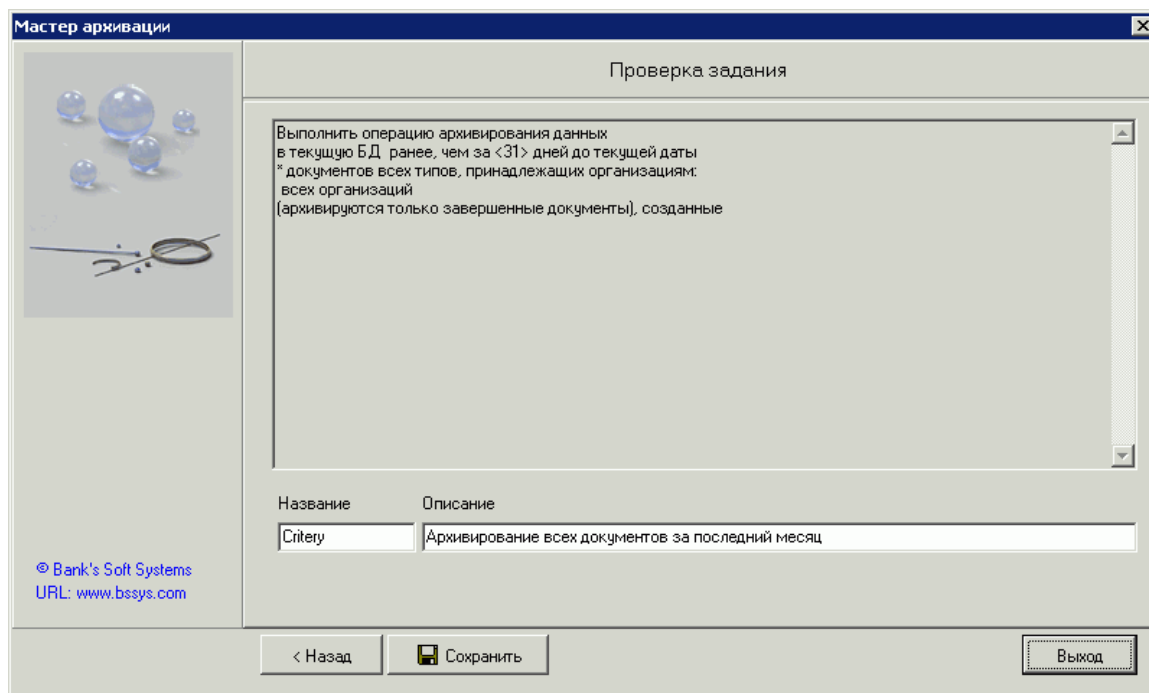 Мастер архивации
Проверка задания
Выполнить операцию архивирования данных
в текущую БД ранее, чем за <31> дней до текущей даты
* документов всех типов, принадлежащих организациям:
всех организаций
(архивируются только завершенные документы), созданные
Название Описание
Critery Архивирование всех документов за последний месяц
© Bank's Soft Systems
URL: www.bssys.com
< Назад Сохранить Выход